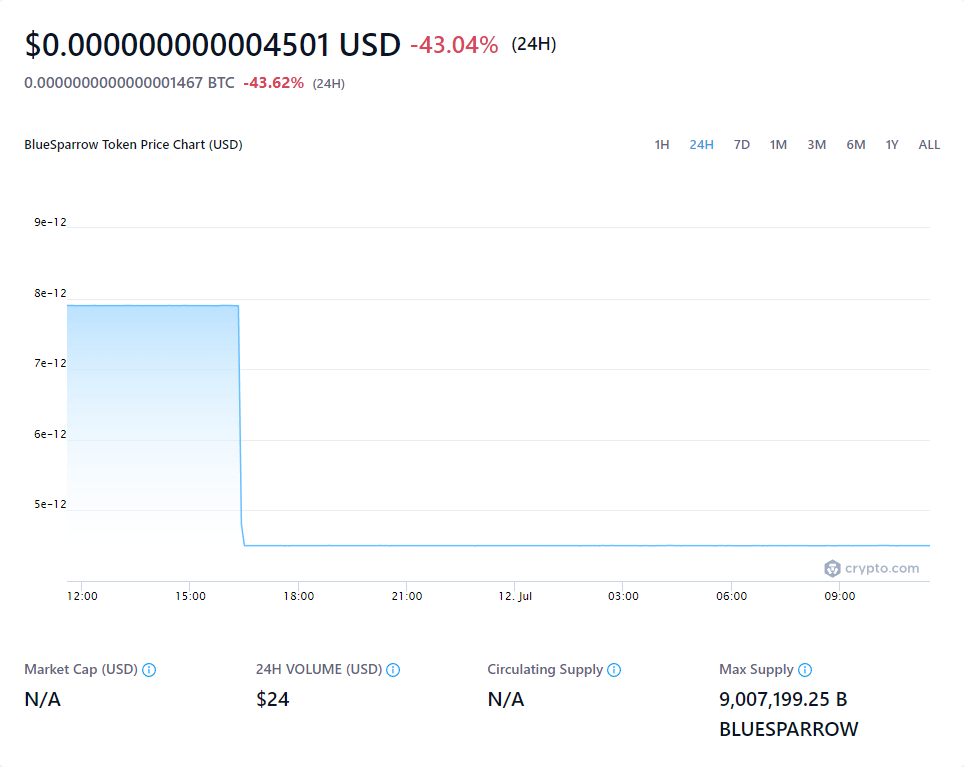 $0.000000000004501 USD -43.04% (24H)
0.0000000000000001467 BTC -43.62% (24H)
BlueSparrow Token Price Chart (USD) 1H 24H 7D 1M 3M 6M 1Y ALL
9e-12
8e-12
7e-12
6e-12
5e-12
crypto.com
12:00 15:00 18:00 21:00 12. Jul 03:00 06:00 09:00
Market Cap (USD) 24H VOLUME (USD) Circulating Supply Max Supply
N/A $24 N/A 9,007,199.25 B
BLUESPARROW